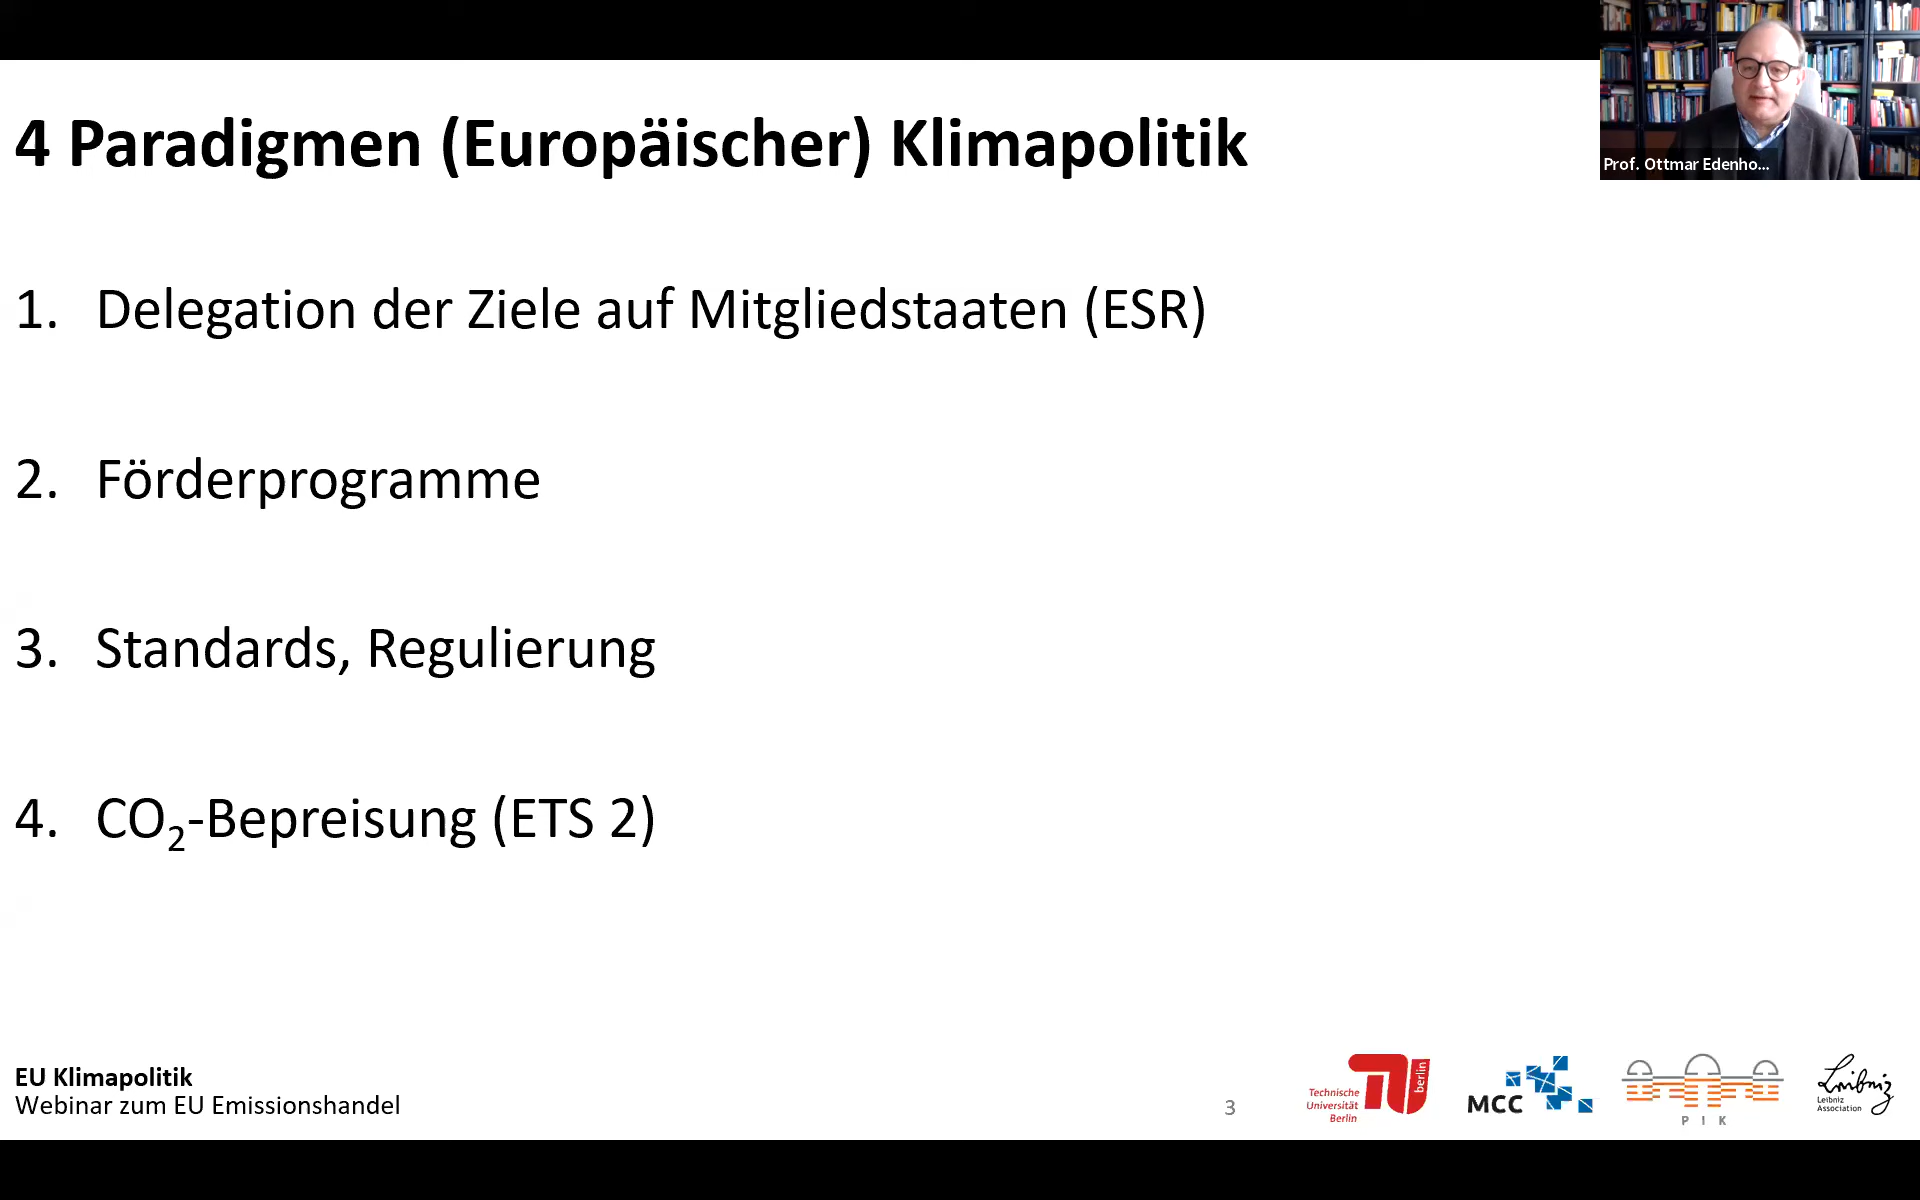 4 Paradigmen (Europäischer) Klimapolitik
Prof. Ottmar Edenho...
1. Delegation der Ziele auf Mitgliedstaaten (ESR)
2. Förderprogramme
3. Standards, Regulierung
4. CO₂-Bepreisung (ETS 2)
EU Klimapolitik
Webinar zum EU Emissionshandel
3
Technische
Universität
Berlin
berlin
MCC
P I K
Leibniz
Leibniz
Association